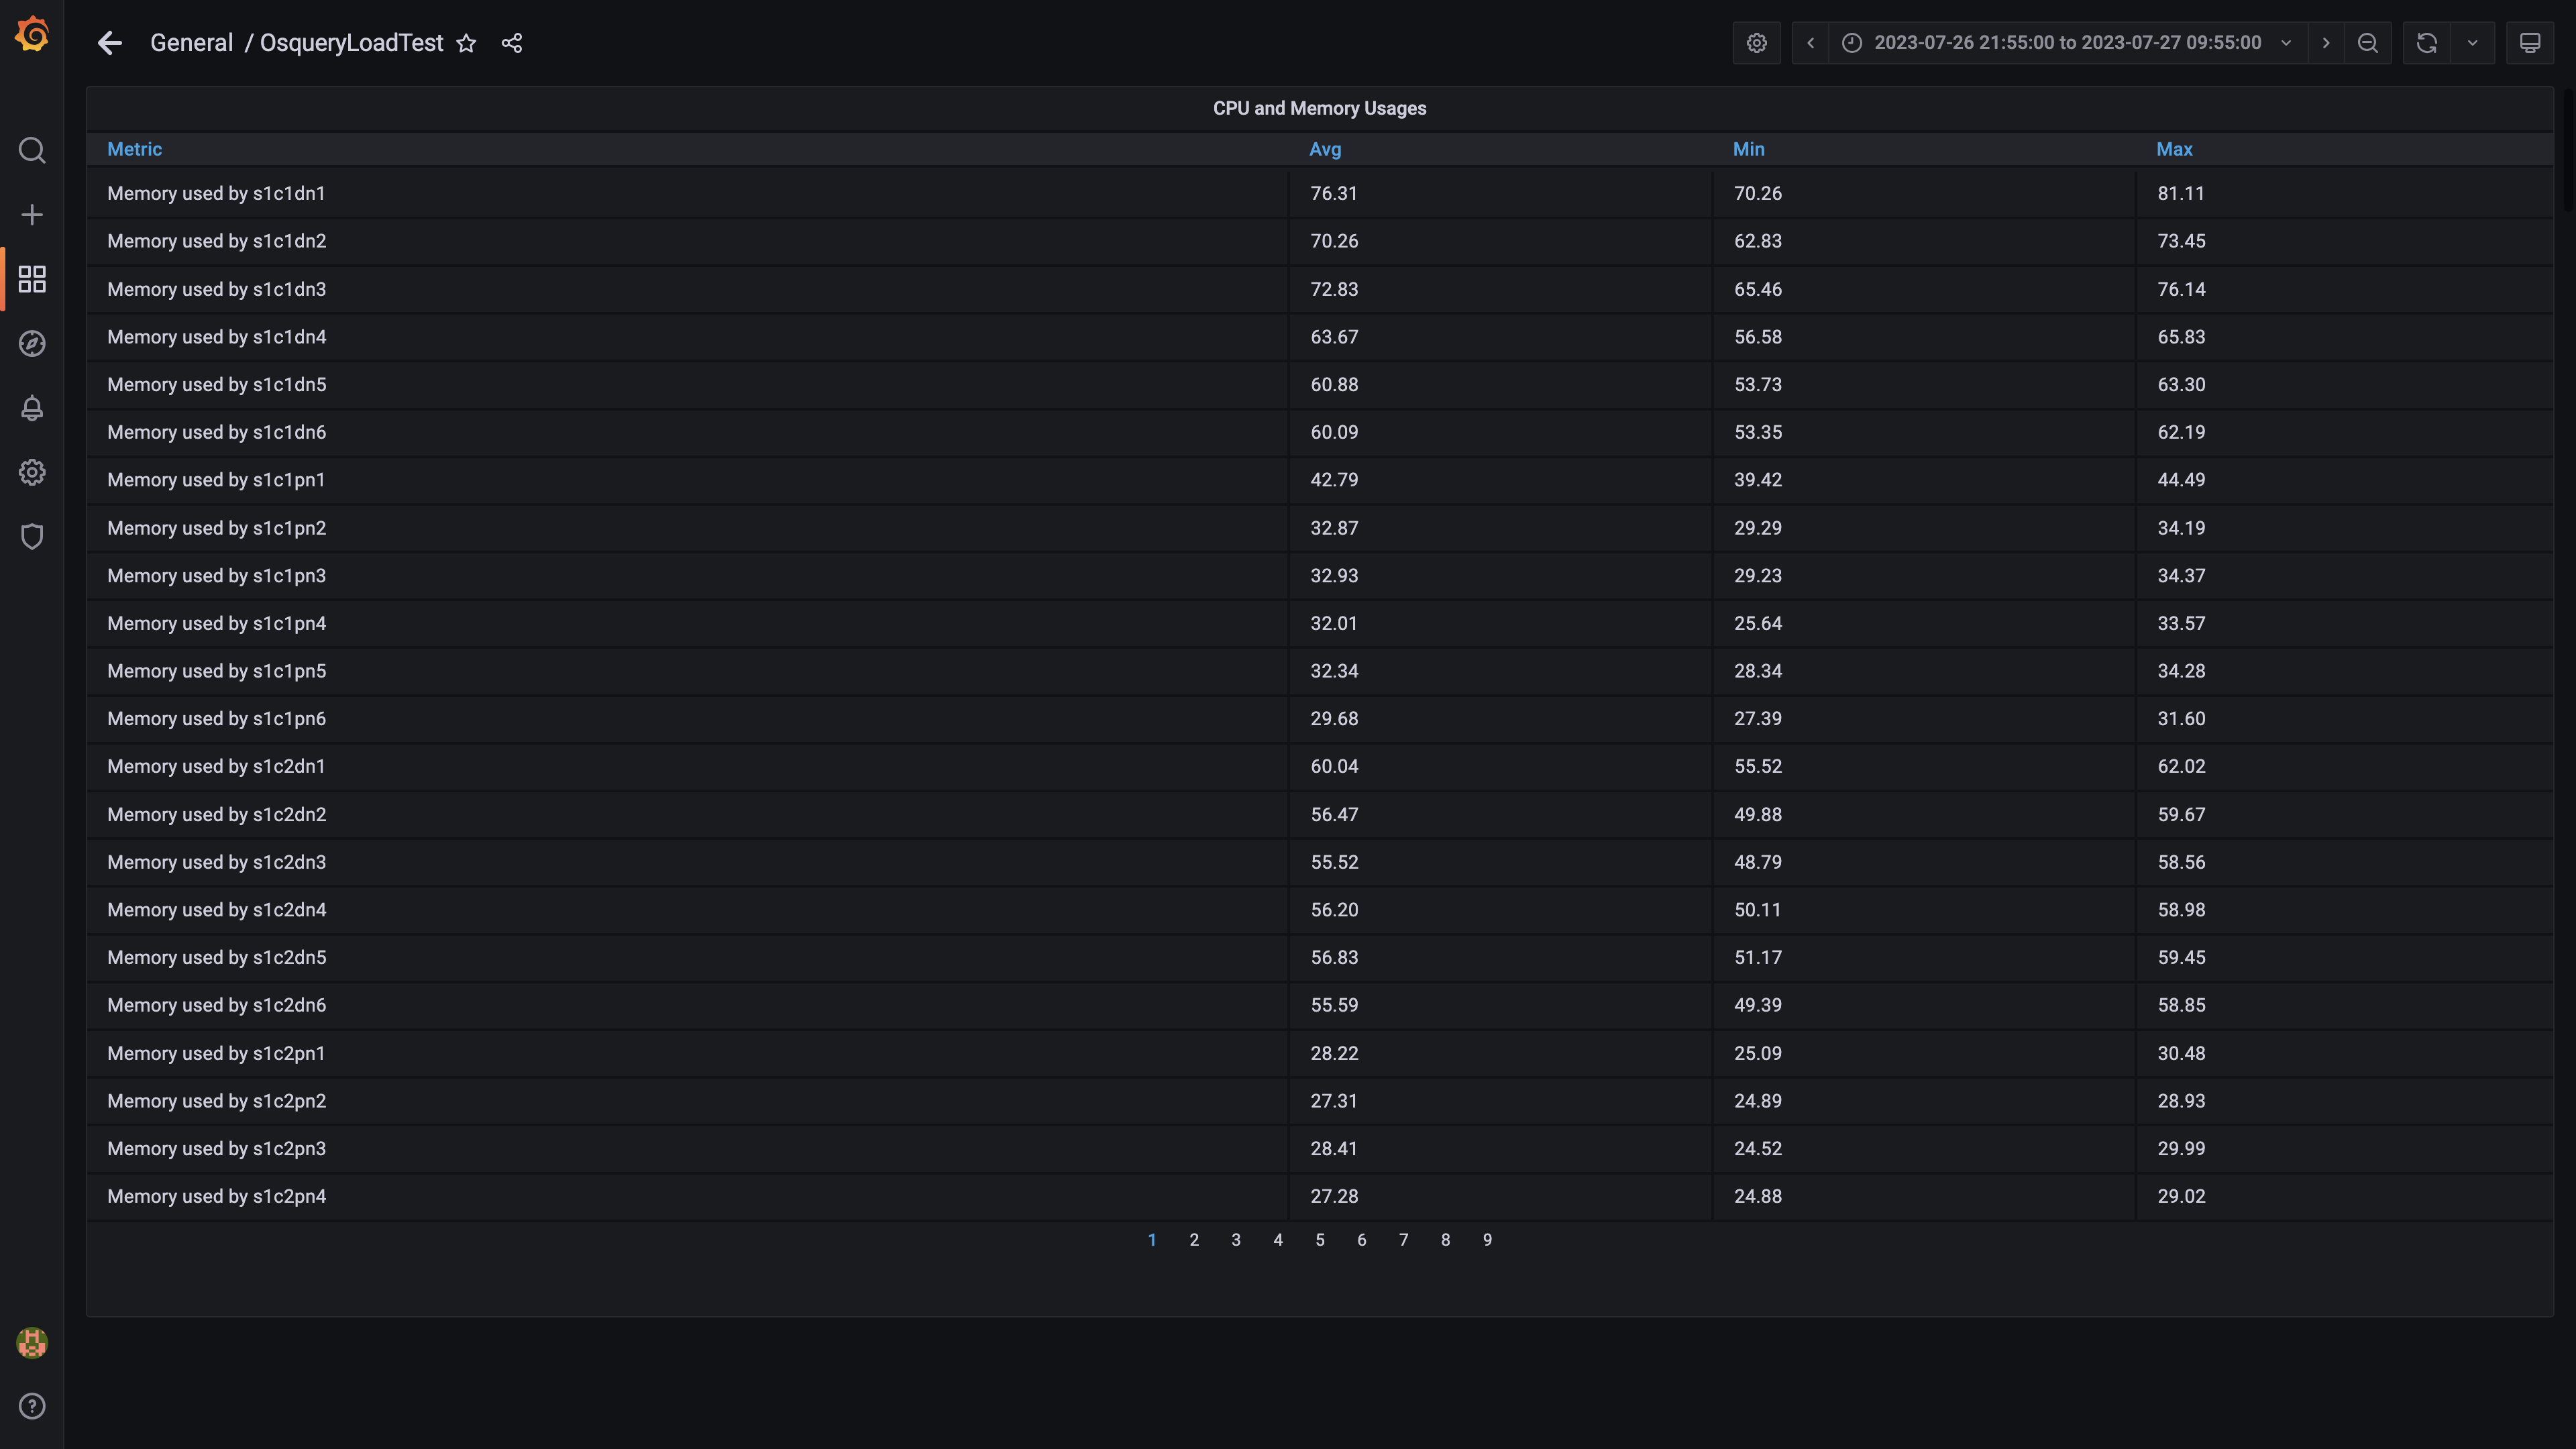 General / OsqueryLoadTest
2023-07-26 21:55:00 to 2023-07-27 09:55:00
CPU and Memory Usages
Metric Avg Min Max
Memory used by s1c1dn1 76.31 70.26 81.11
Memory used by s1c1dn2 70.26 62.83 73.45
Memory used by s1c1dn3 72.83 65.46 76.14
Memory used by s1c1dn4 63.67 56.58 65.83
Memory used by s1c1dn5 60.88 53.73 63.30
Memory used by s1c1dn6 60.09 53.35 62.19
Memory used by s1c1pn1 42.79 39.42 44.49
Memory used by s1c1pn2 32.87 29.29 34.19
Memory used by s1c1pn3 32.93 29.23 34.37
Memory used by s1c1pn4 32.01 25.64 33.57
Memory used by s1c1pn5 32.34 28.34 34.28
Memory used by s1c1pn6 29.68 27.39 31.60
Memory used by s1c2dn1 60.04 55.52 62.02
Memory used by s1c2dn2 56.47 49.88 59.67
Memory used by s1c2dn3 55.52 48.79 58.56
Memory used by s1c2dn4 56.20 50.11 58.98
Memory used by s1c2dn5 56.83 51.17 59.45
Memory used by s1c2dn6 55.59 49.39 58.85
Memory used by s1c2pn1 28.22 25.09 30.48
Memory used by s1c2pn2 27.31 24.89 28.93
Memory used by s1c2pn3 28.41 24.52 29.99
Memory used by s1c2pn4 27.28 24.88 29.02
1 2 3 4 5 6 7 8 9